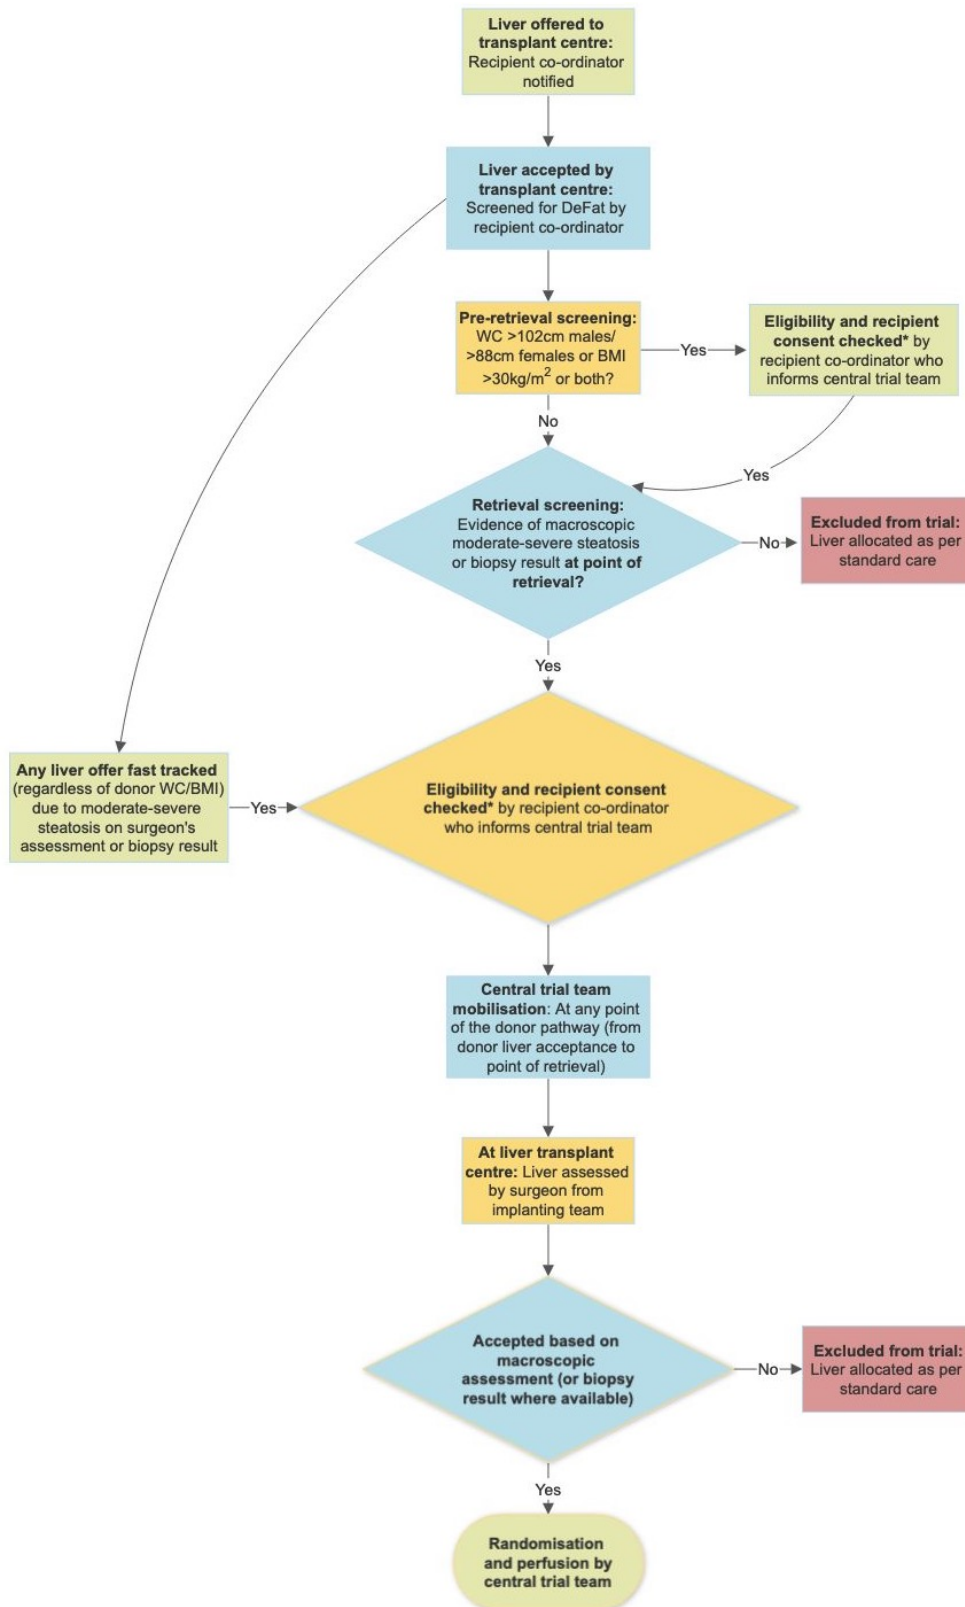 Liver offered to
transplant centre:
Recipient co-ordinator
notified
Liver accepted by
transplant centre:
Screened for DeFat by
recipient co-ordinator
Pre-retrieval screening:
WC >102cm males/
>88cm females or BMI
>30kg/m² or both?
Yes
Eligibility and recipient
consent checked* by
recipient co-ordinator who
informs central trial team
No
Yes
Retrieval screening:
Evidence of macroscopic
moderate-severe steatosis
or biopsy result at point of
retrieval?
No
Excluded from trial:
Liver allocated as per
standard care
Yes
Any liver offer fast tracked
(regardless of donor WC/BMI)
due to moderate-severe
steatosis on surgeon's
assessment or biopsy result
Yes
Eligibility and recipient consent
checked* by recipient co-ordinator
who informs central trial team
Central trial team
mobilisation: At any point
of the donor pathway (from
donor liver acceptance to
point of retrieval)
At liver transplant
centre: Liver assessed
by surgeon from
implanting team
Accepted based on
macroscopic
assessment (or biopsy
result where available)
No
Excluded from trial:
Liver allocated as per
standard care
Yes
Randomisation
and perfusion by
central trial team